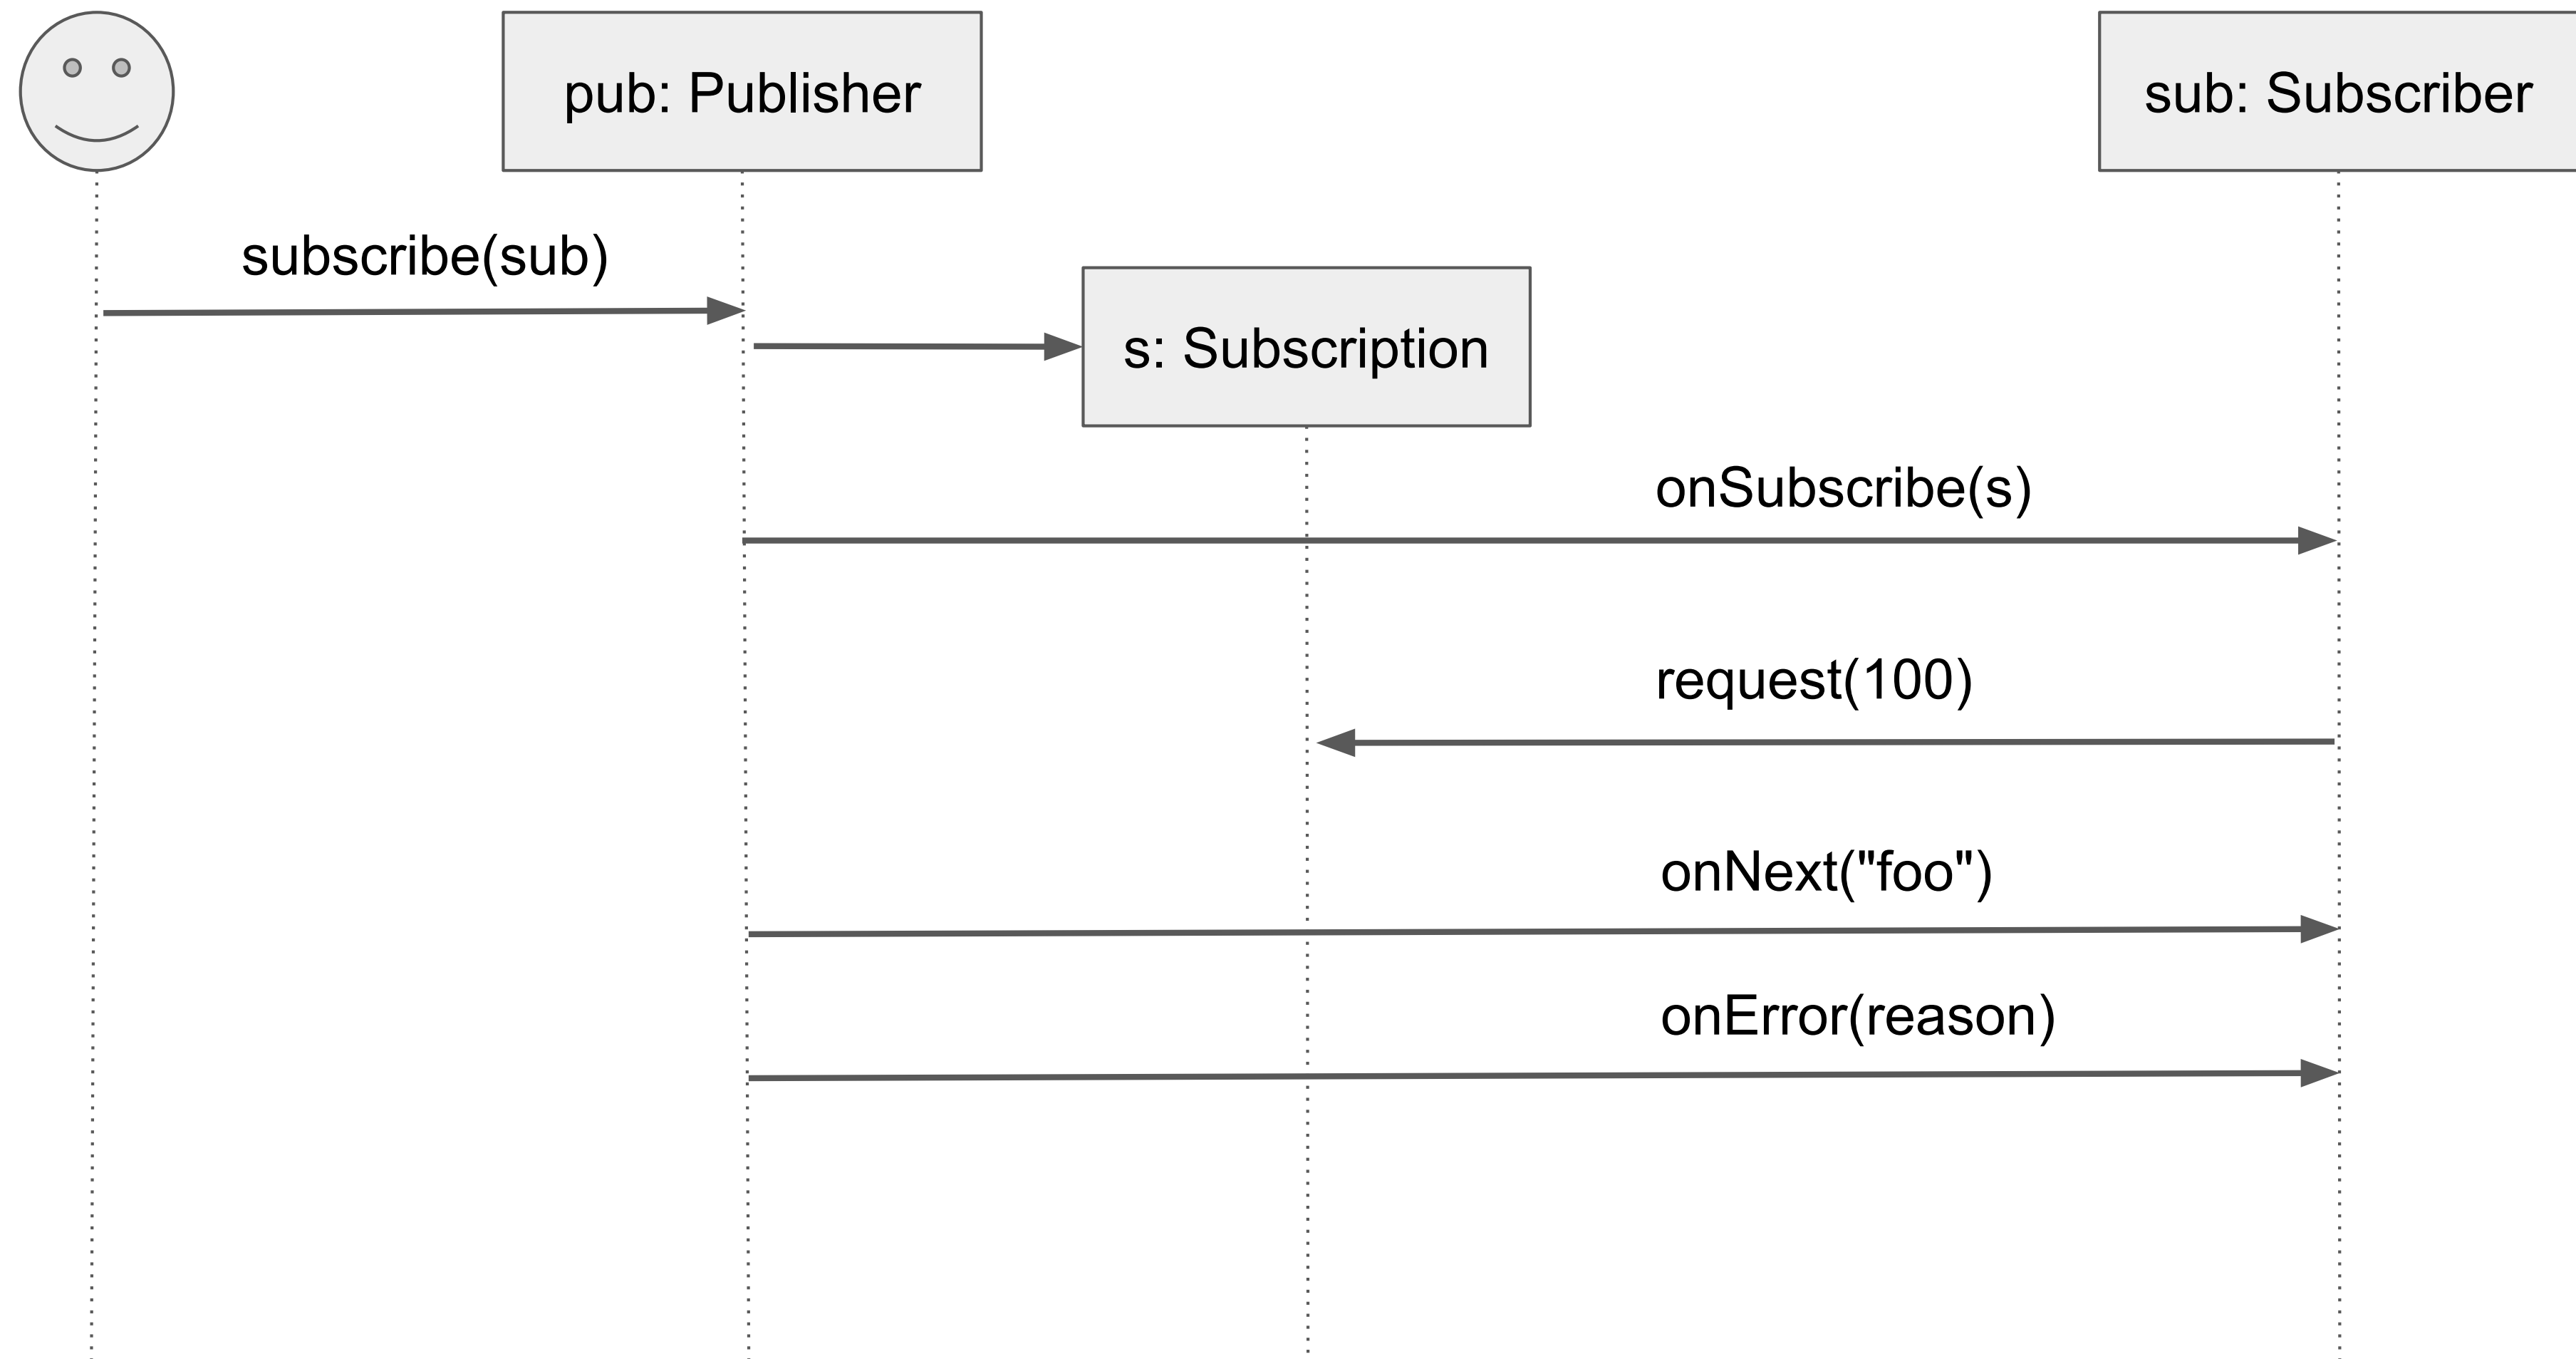 pub: Publisher
sub: Subscriber
subscribe(sub)
s: Subscription
onSubscribe(s)
request(100)
onNext("foo")
onError(reason)